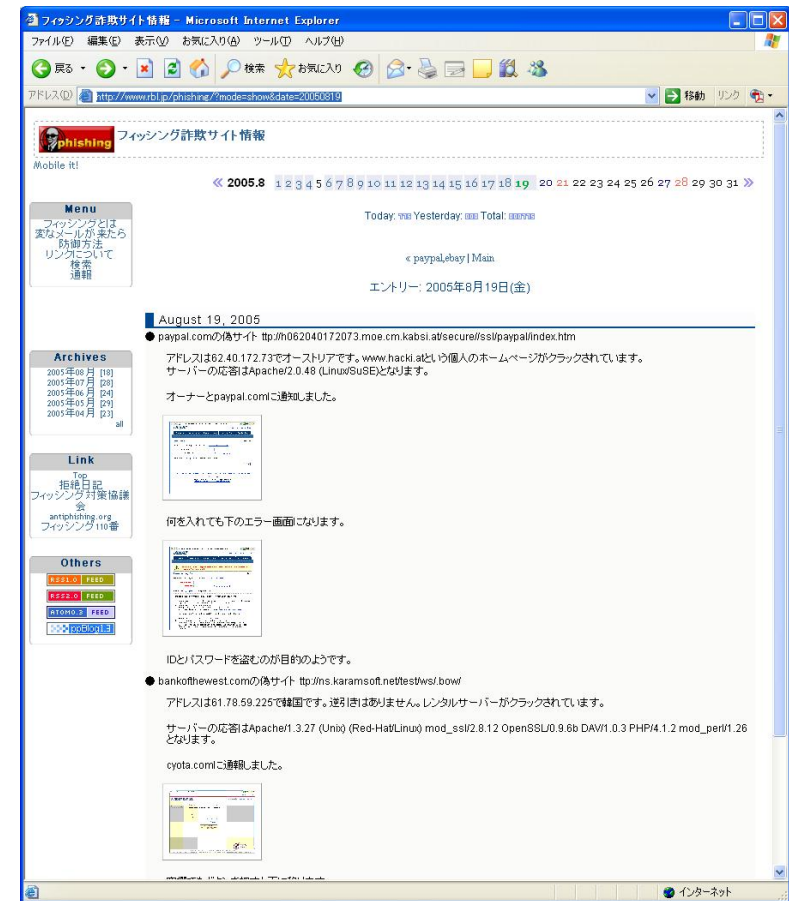 フィッシング詐欺サイト情報 - Microsoft Internet Explorer
ファイル(F) 編集(E) 表示(V) お気に入り(A) ツール(T) ヘルプ(H)
戻る 検索 お気に入り
アドレス(D) http://www.rbl.jp/phishing/?mode=show&date=20050819 移動 リンク
phishing フィッシング詐欺サイト情報
Mobile it!
≪ 2005.8 1 2 3 4 5 6 7 8 9 10 11 12 13 14 15 16 17 18 19 20 21 22 23 24 25 26 27 28 29 30 31 ≫
Menu
フィッシングとは
変なメールが来たら
防御方法
リンクについて
検索
通報
Today: Yesterday: Total:
« paypal,ebay | Main
エントリー: 2005年8月19日(金)
August 19, 2005
● paypal.comの偽サイト ttp://h062040172073.moe.cm.kabsi.at/secure//ssl/paypal/index.htm
アドレスは62.40.172.73でオーストリアです。www.hacki.atという個人のホームページがクラックされています。
サーバーの応答はApache/2.0.48 (Linux/SuSE)となります。
オーナーとpaypal.comに通知しました。
何を入れても下のエラー画面になります。
IDとパスワードを盗むのが目的のようです。
● bankofthewest.comの偽サイト ttp://ns.karamsoft.net/test/ws/.bow/
アドレスは61.78.59.225で韓国です。逆引きはありません。レンタルサーバーがクラックされています。
サーバーの応答はApache/1.3.27 (Unix) (Red-Hat/Linux) mod_ssl/2.8.12 OpenSSL/0.9.6b DAV/1.0.3 PHP/4.1.2 mod_perl/1.26
となります。
cyota.comに通報しました。
Archives
2005年08月 [18]
2005年07月 [28]
2005年06月 [24]
2005年05月 [29]
2005年04月 [23]
all
Link
Top
拒絶日記
フィッシング対策協議
会
antiphishing.org
フィッシング110番
Others
RSS1.0 FEED
RSS2.0 FEED
ATOM0.3 FEED
ppBlog1.3
インターネット